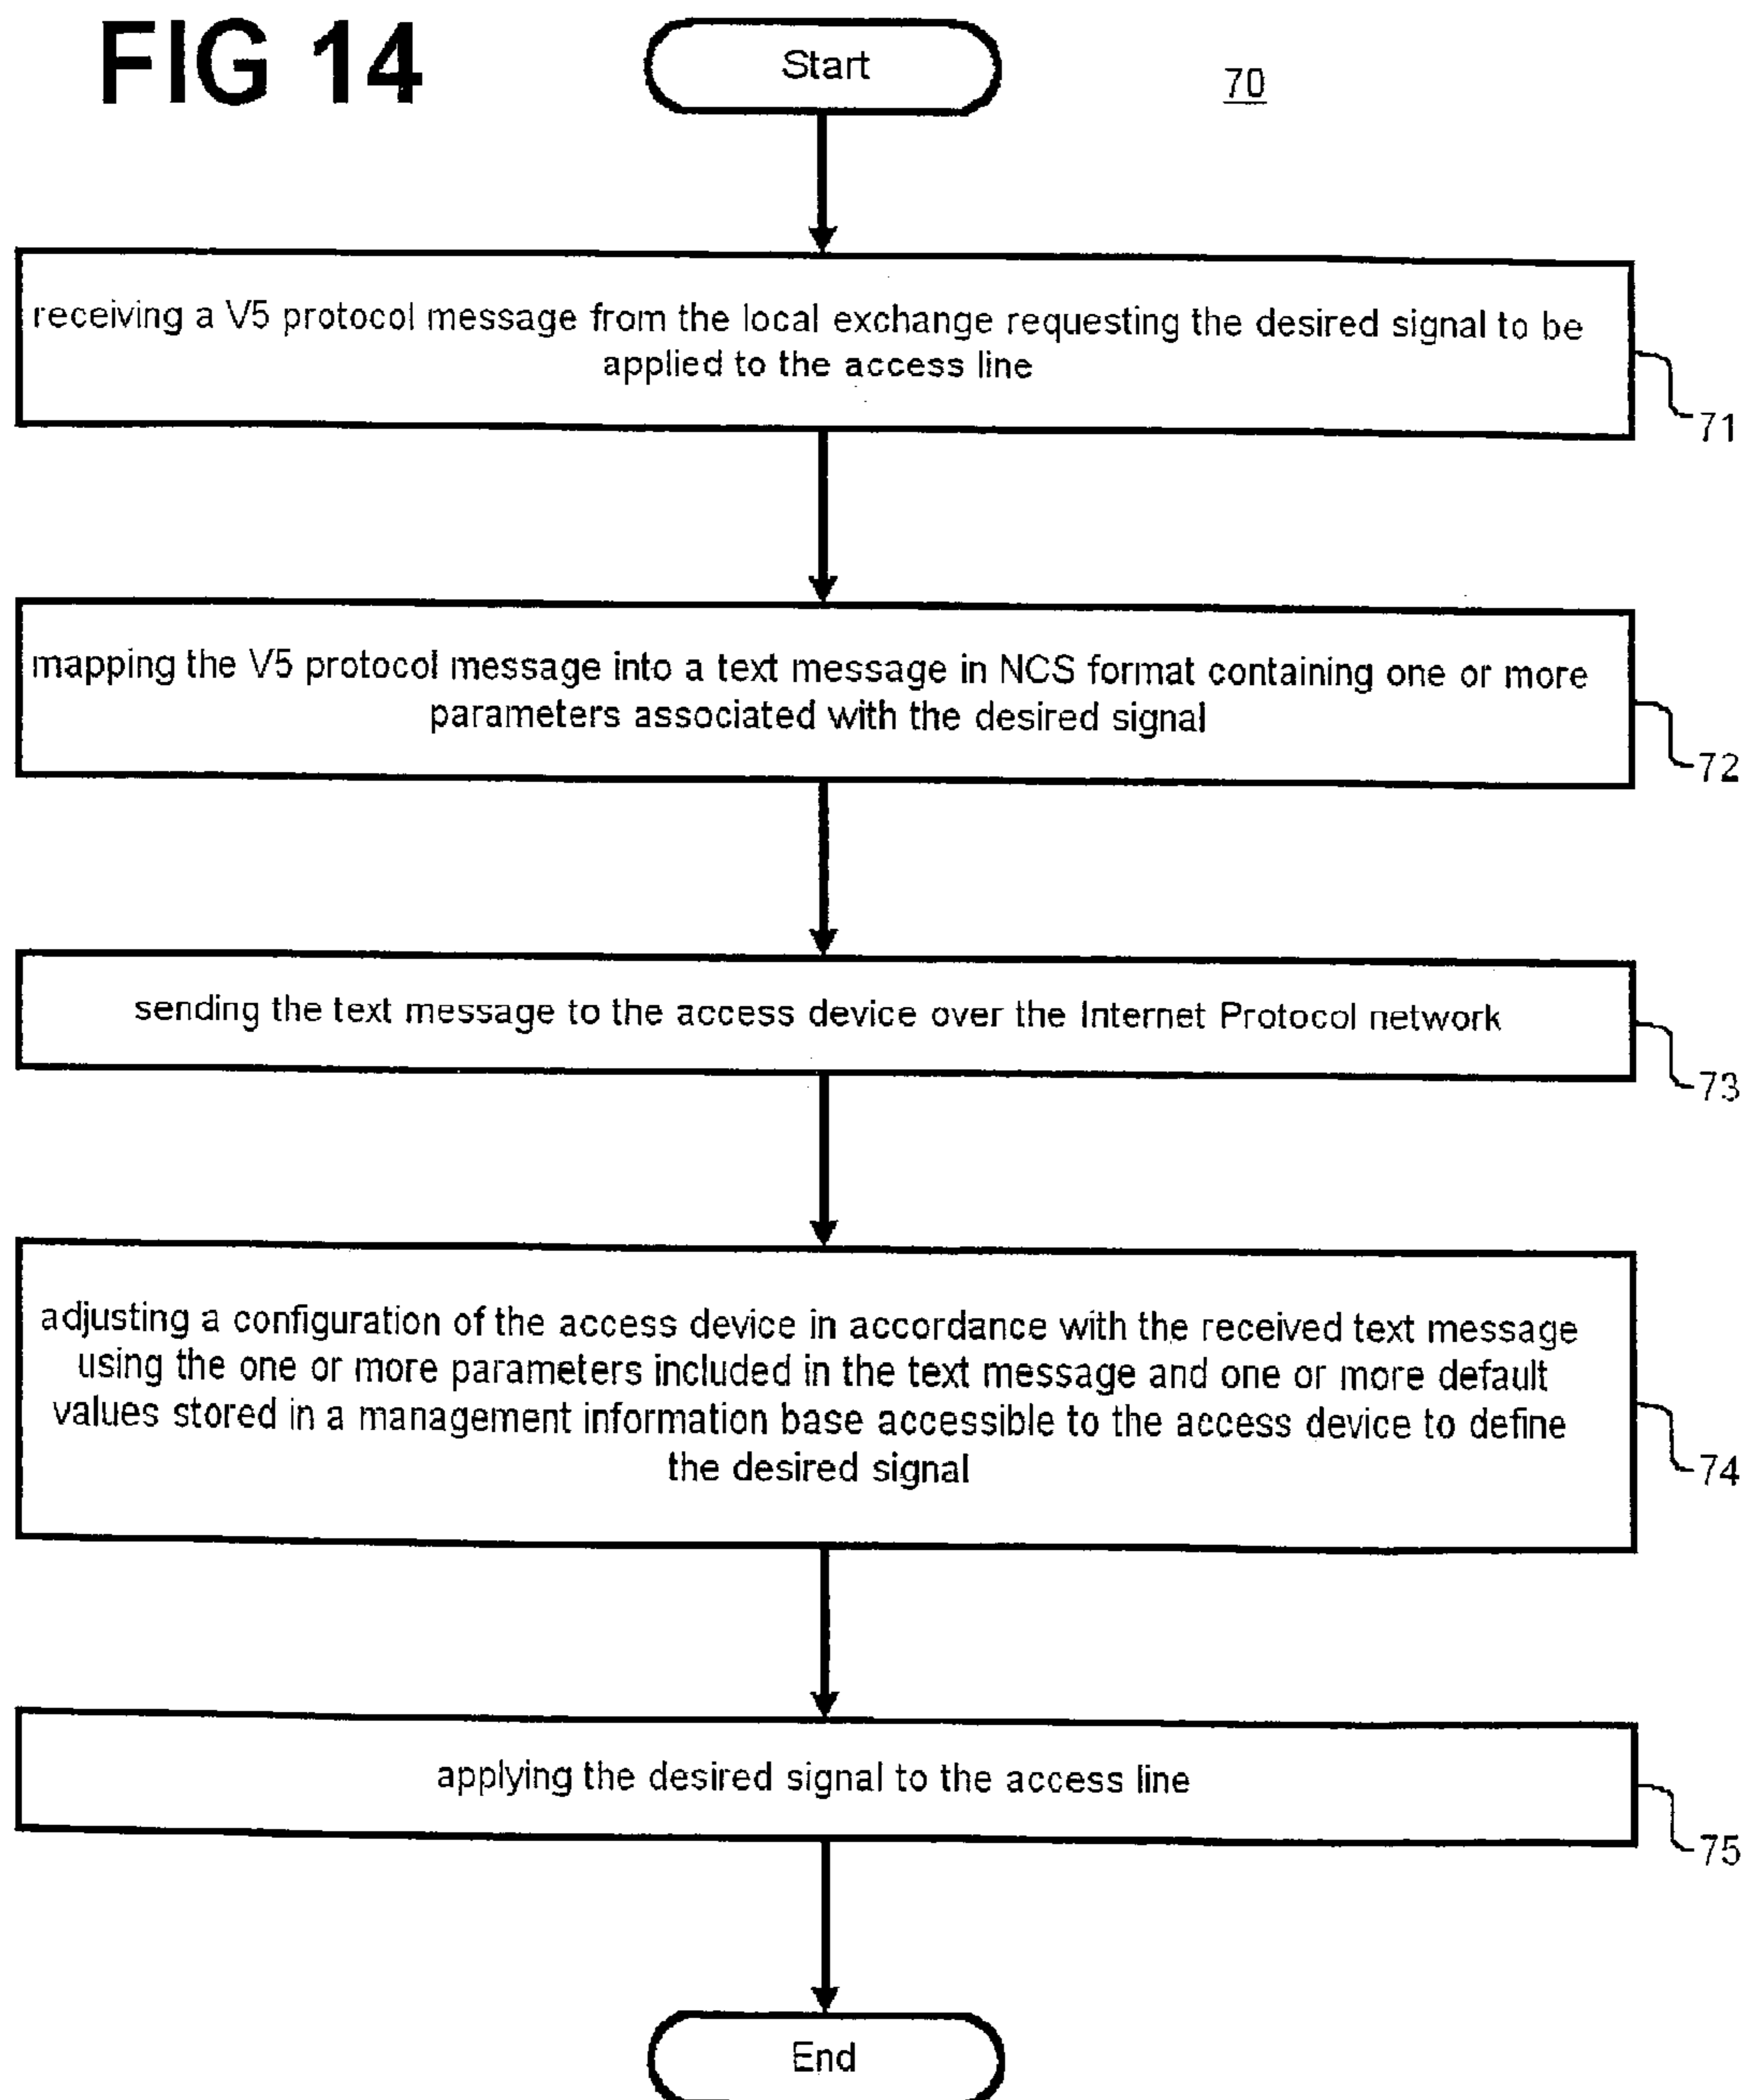 FIG 14
Start
70
receiving a V5 protocol message from the local exchange requesting the desired signal to be
applied to the access line
71
mapping the V5 protocol message into a text message in NCS format containing one or more
parameters associated with the desired signal
72
sending the text message to the access device over the Internet Protocol network
73
adjusting a configuration of the access device in accordance with the received text message
using the one or more parameters included in the text message and one or more default
values stored in a management information base accessible to the access device to define
the desired signal
74
applying the desired signal to the access line
75
End